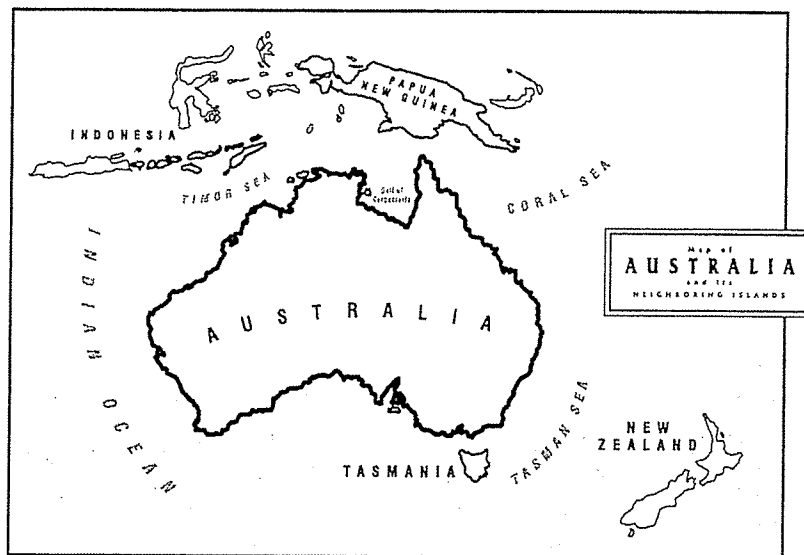 PAPUA
NEW GUINEA
INDONESIA
TIMOR SEA
Gulf of
Carpentaria
CORAL SEA
Map of
AUSTRALIA
and Its
NEIGHBORING ISLANDS
INDIAN OCEAN
AUSTRALIA
TASMAN SEA
NEW
ZEALAND
TASMANIA